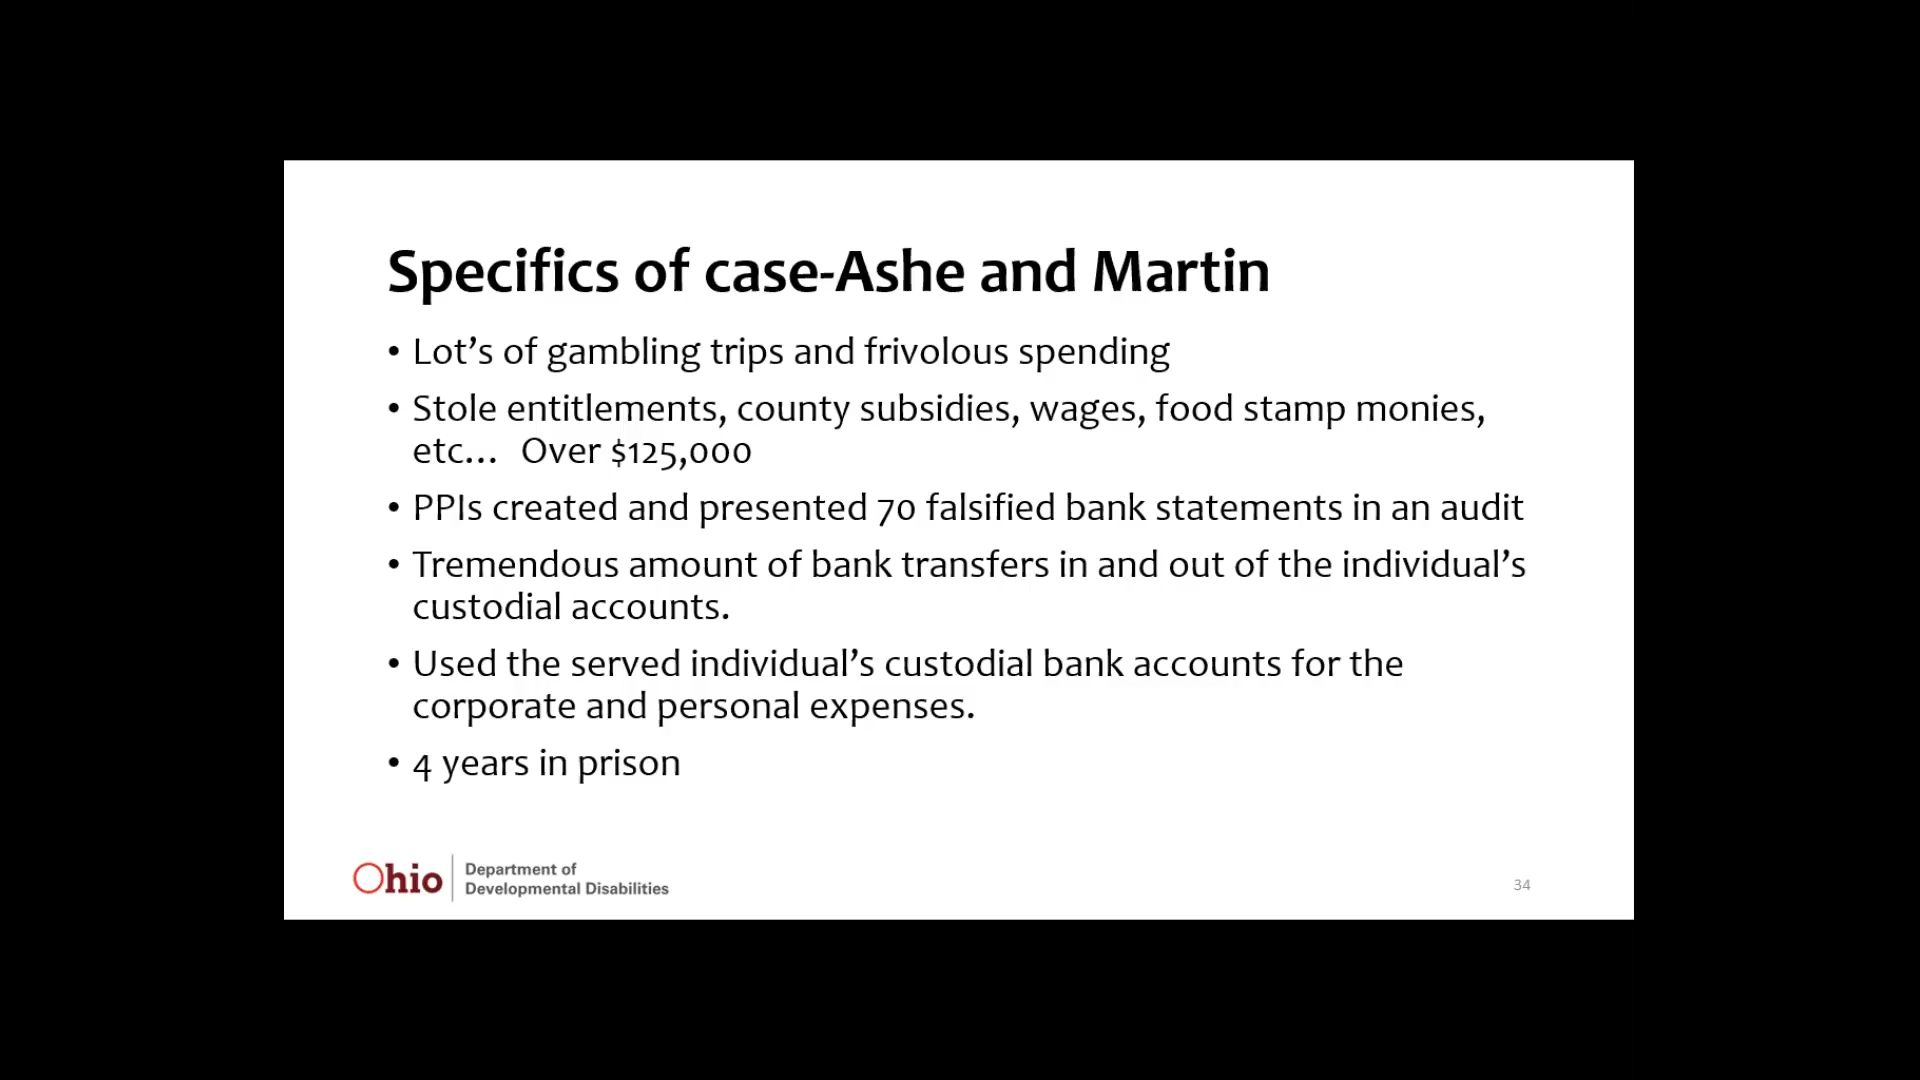 Specifics of case-Ashe and Martin
• Lot’s of gambling trips and frivolous spending
• Stole entitlements, county subsidies, wages, food stamp monies,
etc… Over $125,000
• PPIs created and presented 70 falsified bank statements in an audit
• Tremendous amount of bank transfers in and out of the individual’s
custodial accounts.
• Used the served individual’s custodial bank accounts for the
corporate and personal expenses.
• 4 years in prison
Ohio
Department of
Developmental Disabilities
34